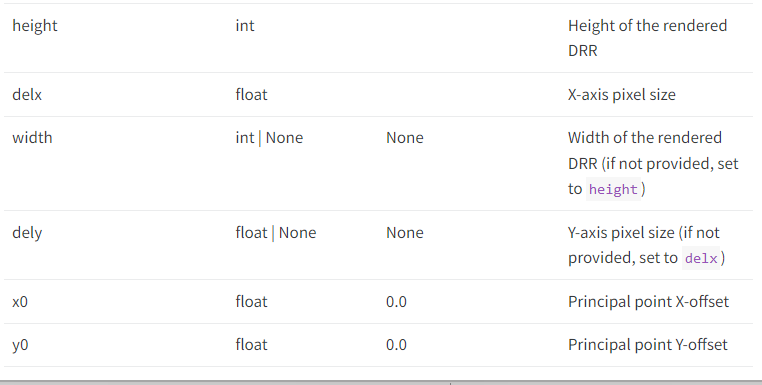 height int Height of the rendered
DRR
delx float X-axis pixel size
width int | None None Width of the rendered
DRR (if not provided, set
to height)
dely float | None None Y-axis pixel size (if not
provided, set to delx)
x0 float 0.0 Principal point X-offset
y0 float 0.0 Principal point Y-offset